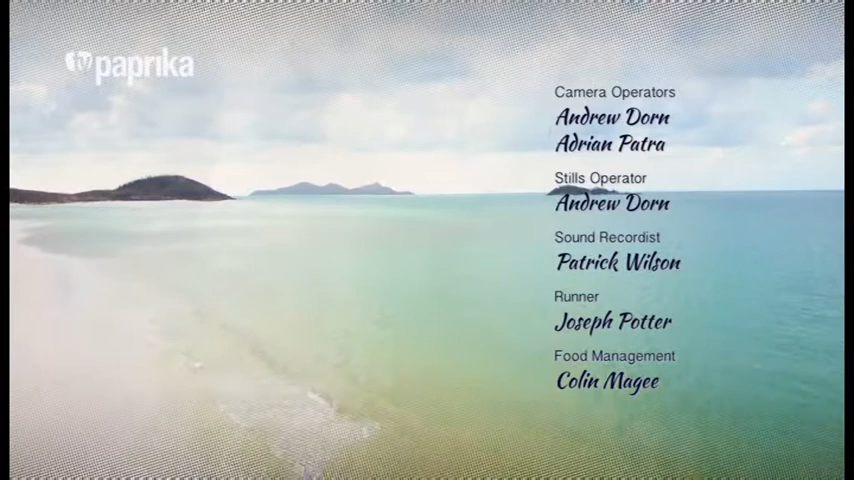 tv paprika
Camera Operators
Andrew Dorn
Adrian Patra
Stills Operator
Andrew Dorn
Sound Recordist
Patrick Wilson
Runner
Joseph Potter
Food Management
Colin Magee